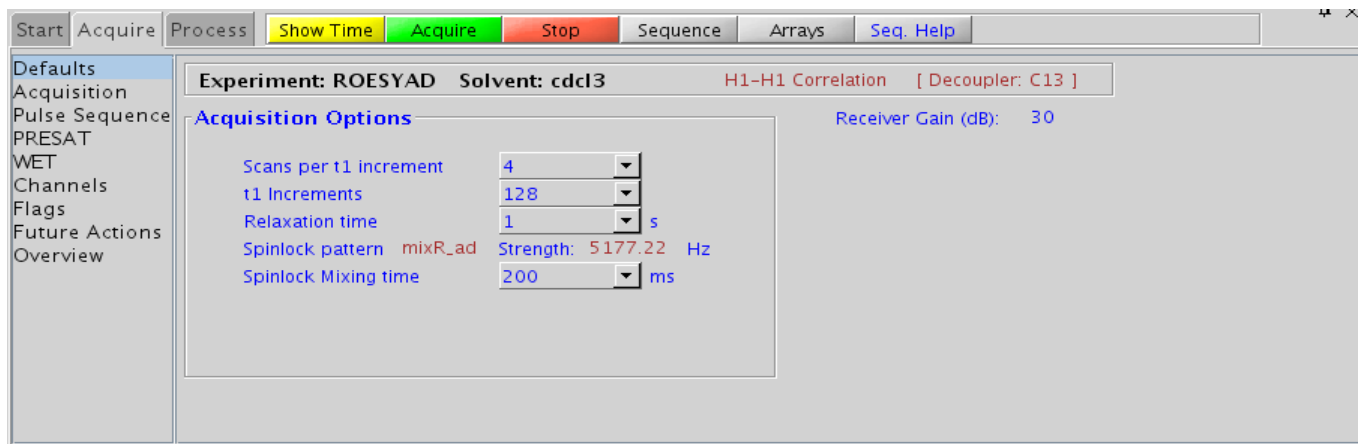 Start Acquire Process Show Time Acquire Stop Sequence Arrays Seq. Help
Defaults
Acquisition
Pulse Sequence
PRESAT
WET
Channels
Flags
Future Actions
Overview
Experiment: ROESYAD Solvent: cdcl3 H1-H1 Correlation [ Decoupler: C13 ]
Acquisition Options
Receiver Gain (dB): 30
Scans per t1 increment 4
t1 Increments 128
Relaxation time 1 s
Spinlock pattern mixR_ad Strength: 5177.22 Hz
Spinlock Mixing time 200 ms